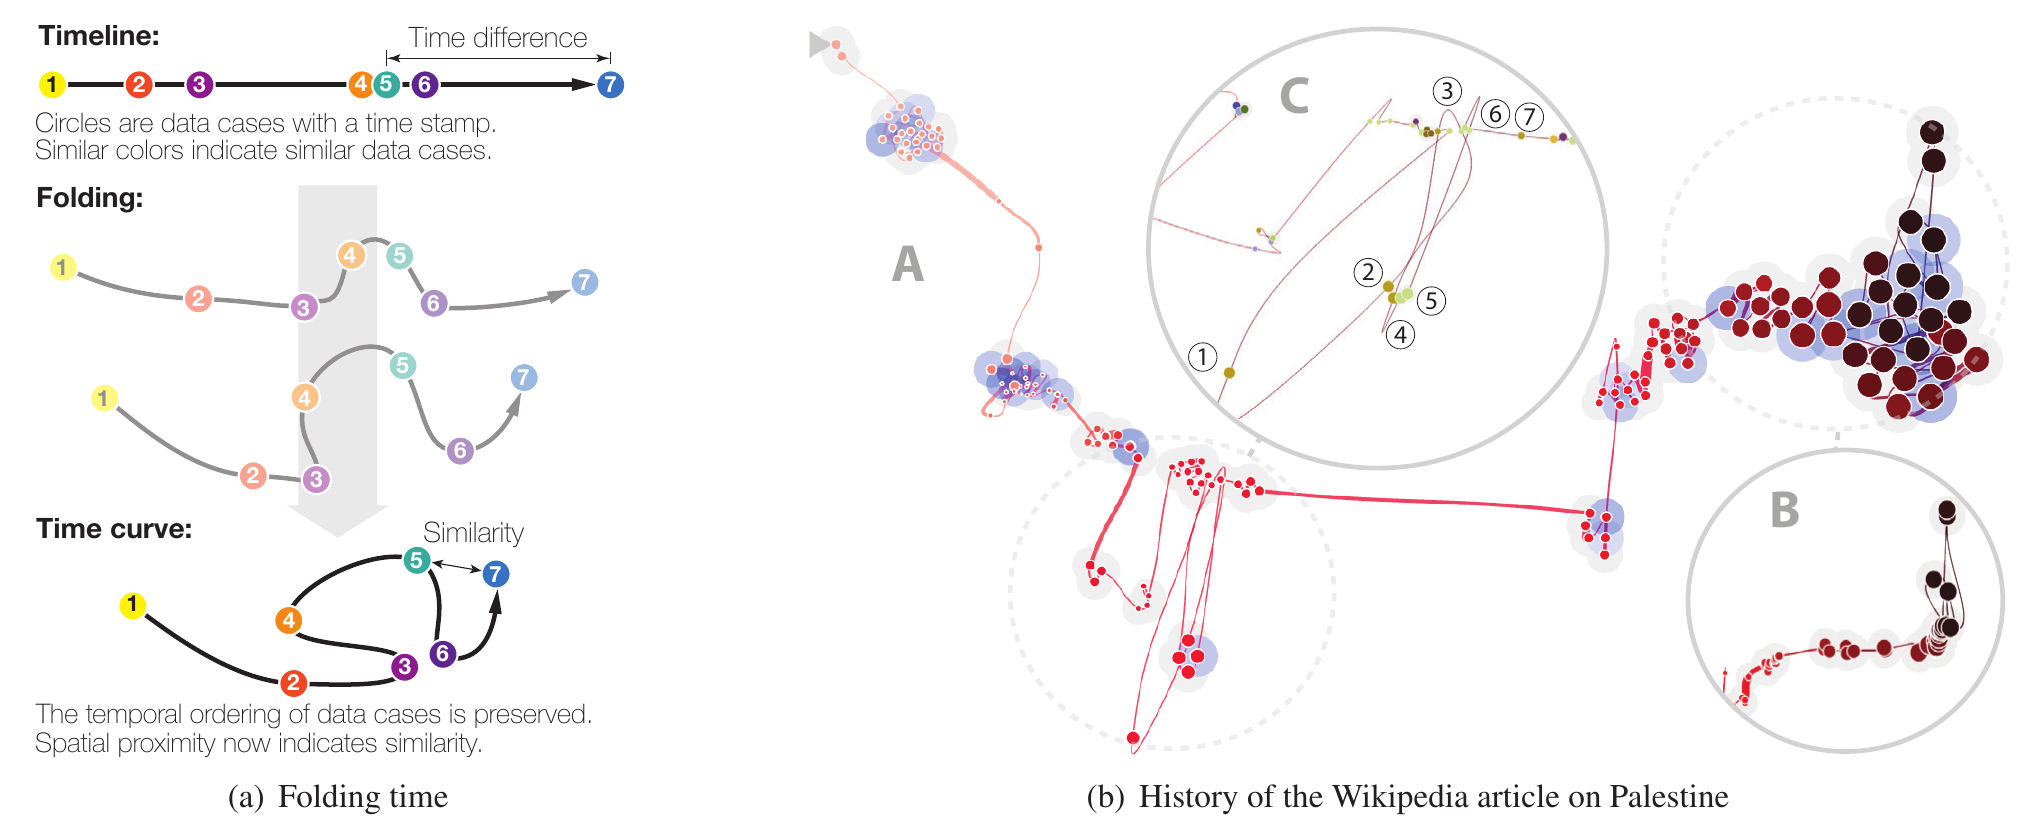 Timeline:
Time difference
1 2 3 4 5 6 7
Circles are data cases with a time stamp.
Similar colors indicate similar data cases.
Folding:
1 2 3 4 5 6 7
1 2 3 4 5 6 7
Time curve:
Similarity
1 2 3 4 5 6 7
The temporal ordering of data cases is preserved.
Spatial proximity now indicates similarity.
(a) Folding time
A
C
3
6 7
2
5
4
1
B
(b) History of the Wikipedia article on Palestine